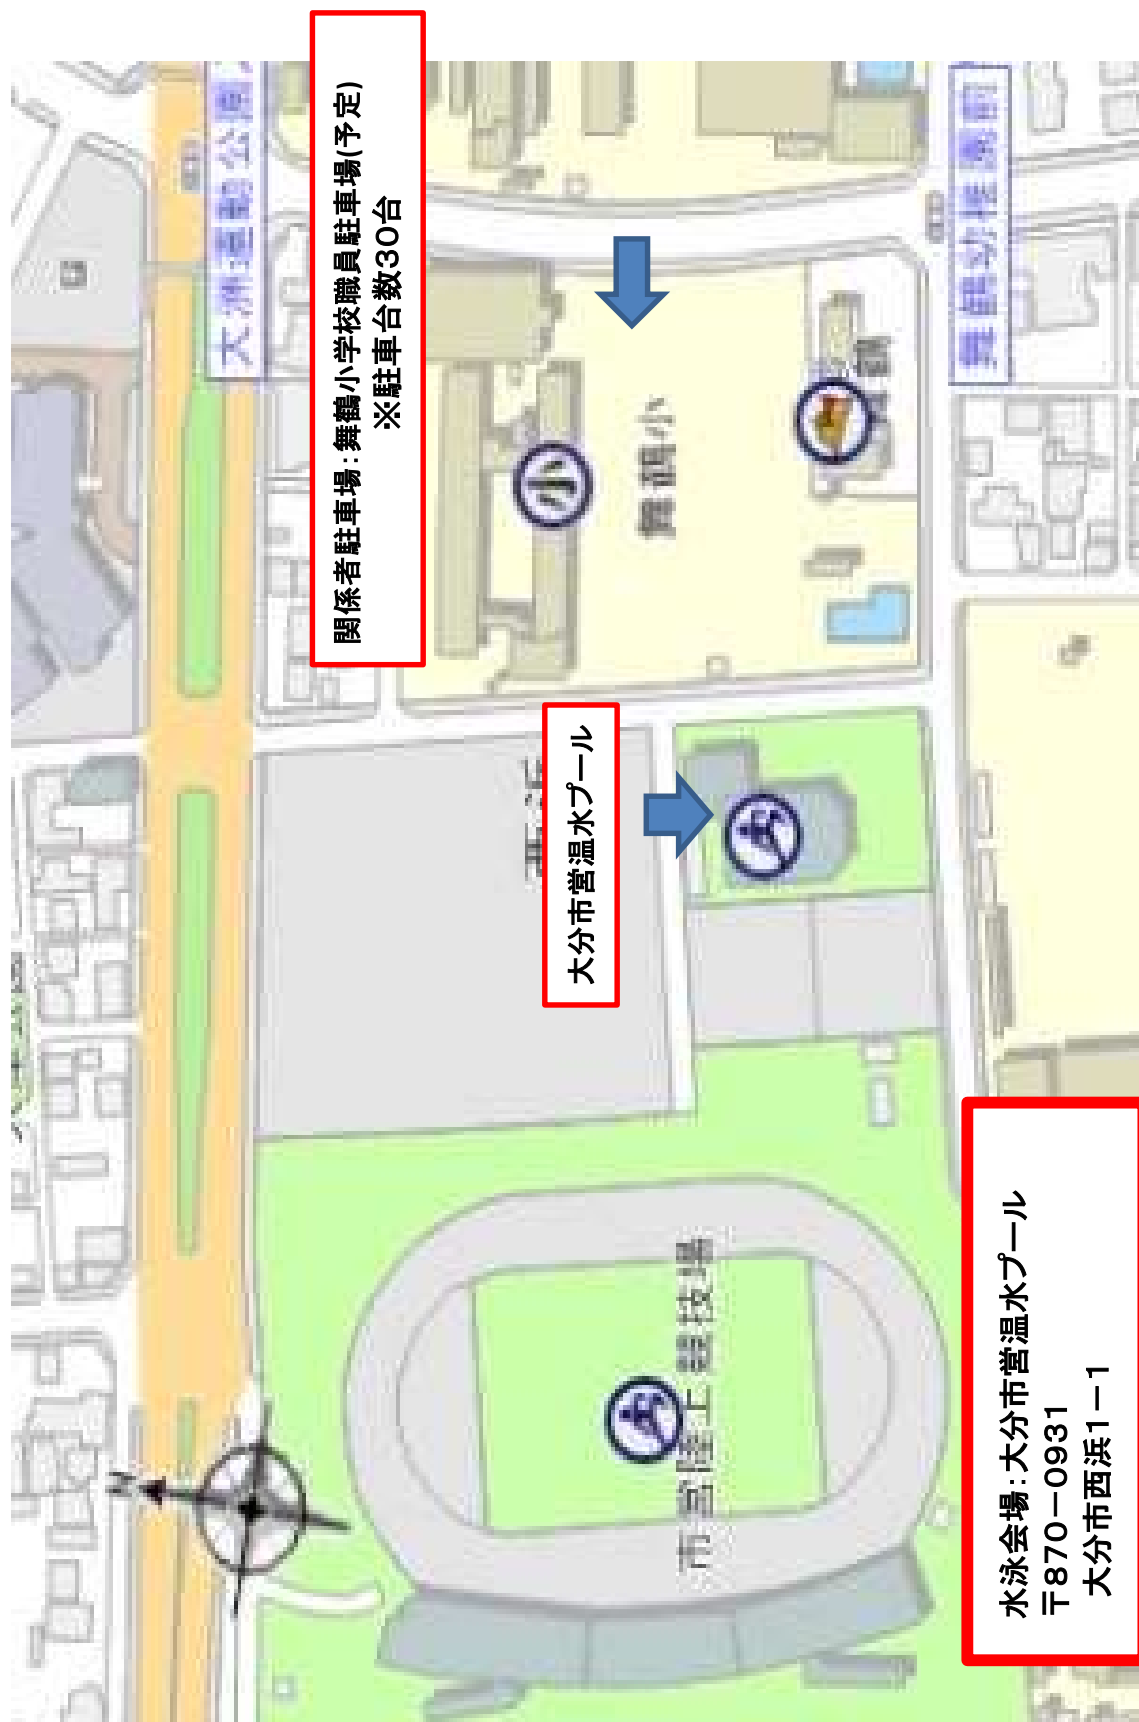 大洲運動公園
関係者駐車場:舞鶴小学校職員駐車場(予定)
※駐車台数30台
小
舞鶴小
舞鶴幼稚園前
西浜
大分市営温水プール
市営陸上競技場
N
水泳会場:大分市営温水プール
〒870-0931
大分市西浜1-1